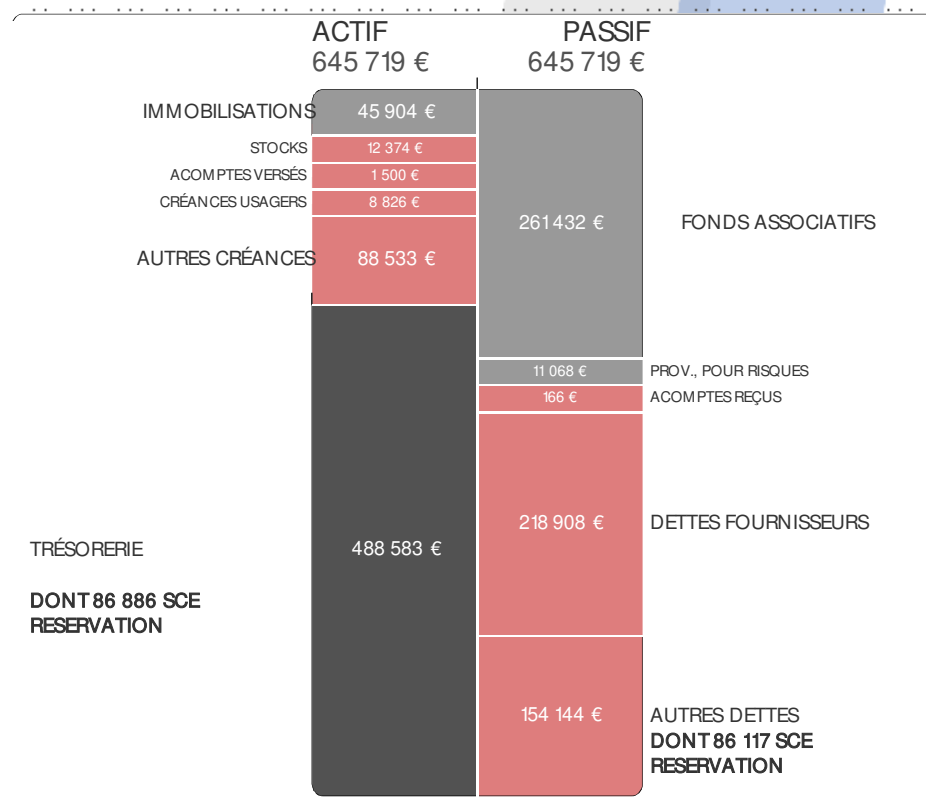 ACTIF
645 719 €
PASSIF
645 719 €
IMMOBILISATIONS
45 904 €
STOCKS
12 374 €
ACOMPTES VERSÉS
1 500 €
CRÉANCES USAGERS
8 826 €
AUTRES CRÉANCES
88 533 €
TRÉSORERIE
488 583 €
DONT 86 886 SCE
RESERVATION
261 432 €
FONDS ASSOCIATIFS
11 068 €
PROV., POUR RISQUES
166 €
ACOMPTES REÇUS
218 908 €
DETTES FOURNISSEURS
154 144 €
AUTRES DETTES
DONT 86 117 SCE
RESERVATION